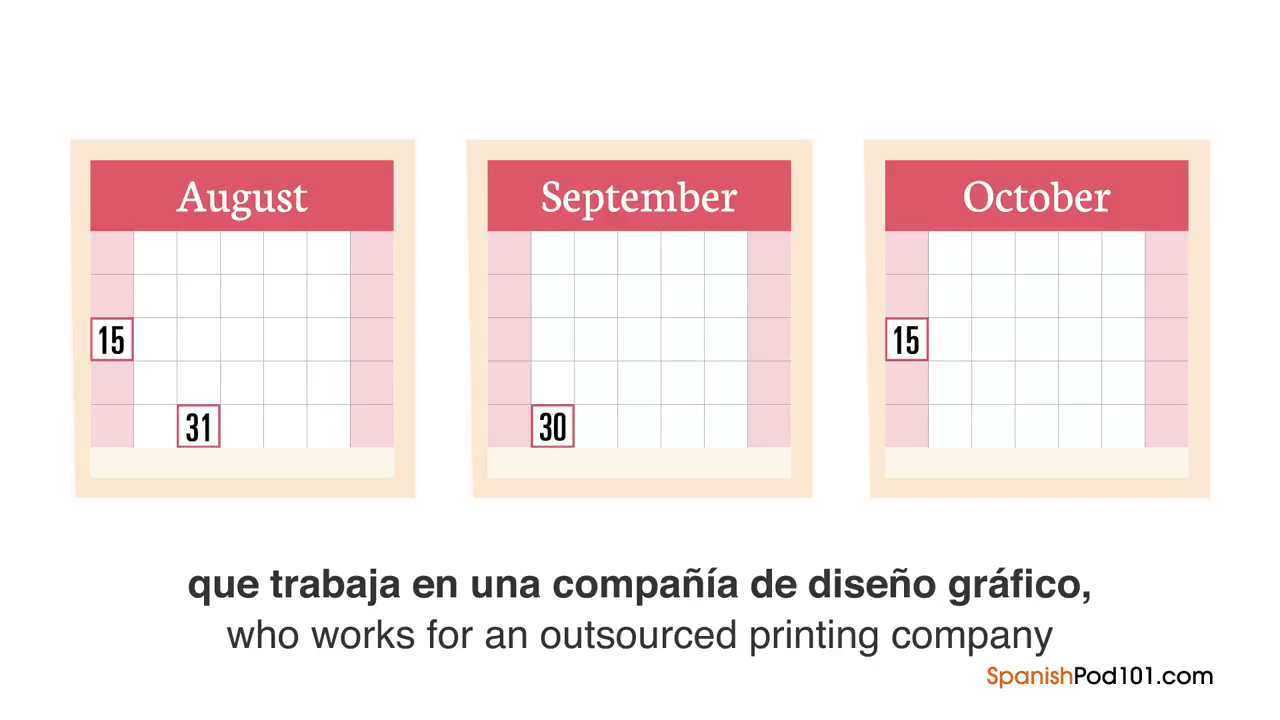 August
September
October
15
15
31
30
que trabaja en una compañía de diseño gráfico,
who works for an outsourced printing company
SpanishPod101.com